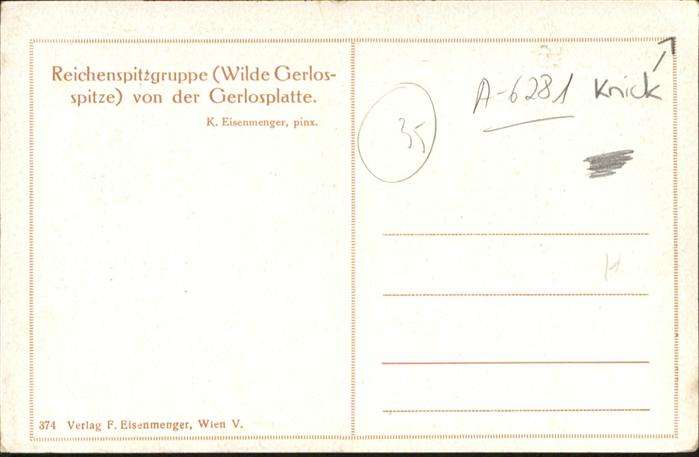 Reichenspitzgruppe (Wilde Gerlos-
spitze) von der Gerlosplatte.
K. Eisenmenger, pinx.
35
A-6281 Knick
H
374 Verlag F. Eisenmenger, Wien V.